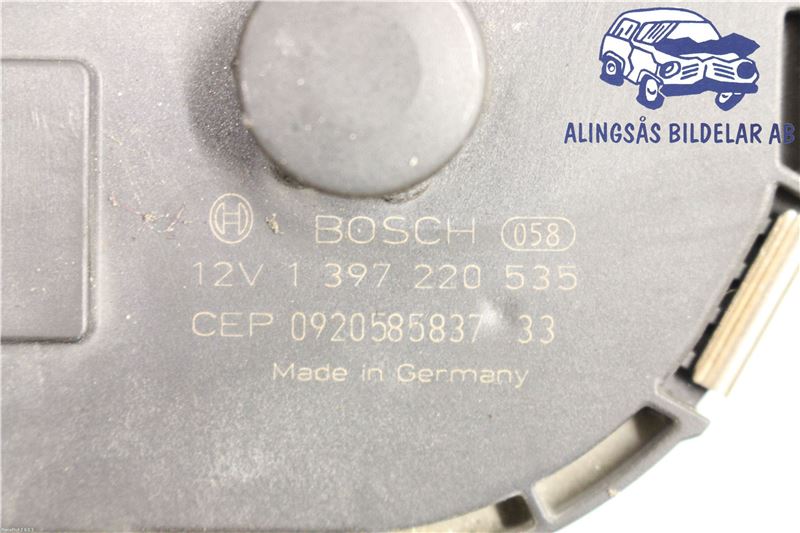 ALINGSÅS BILDELAR AB
BOSCH 058
12V 1 397 220 535
CEP 0920585837 33
Made in Germany